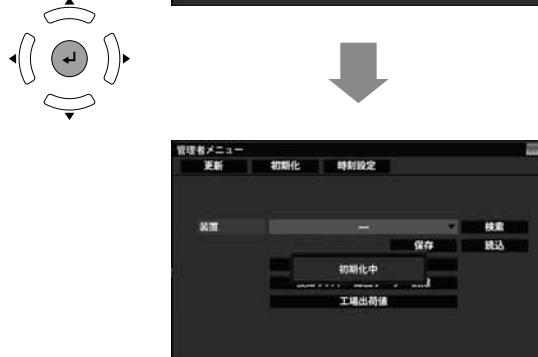 管理者メニュー
更新 初期化 時刻設定
装置 — 検索
保存 読込
初期化中
工場出荷値